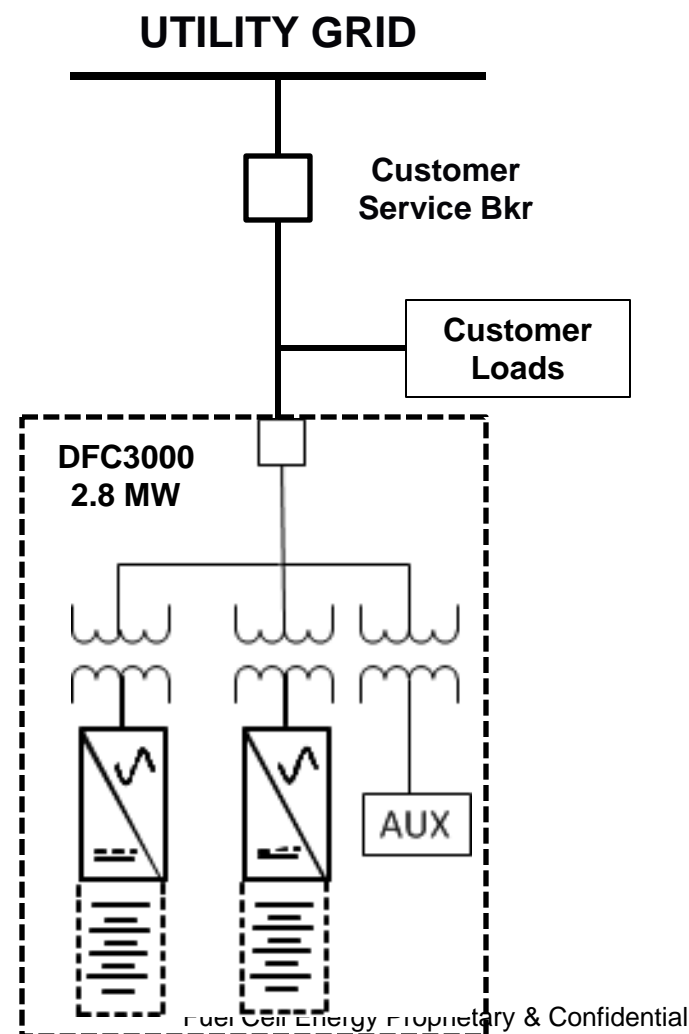 UTILITY GRID
Customer
Service Bkr
Customer
Loads
DFC3000
2.8 MW
AUX
Fuel Cell Energy Proprietary & Confidential